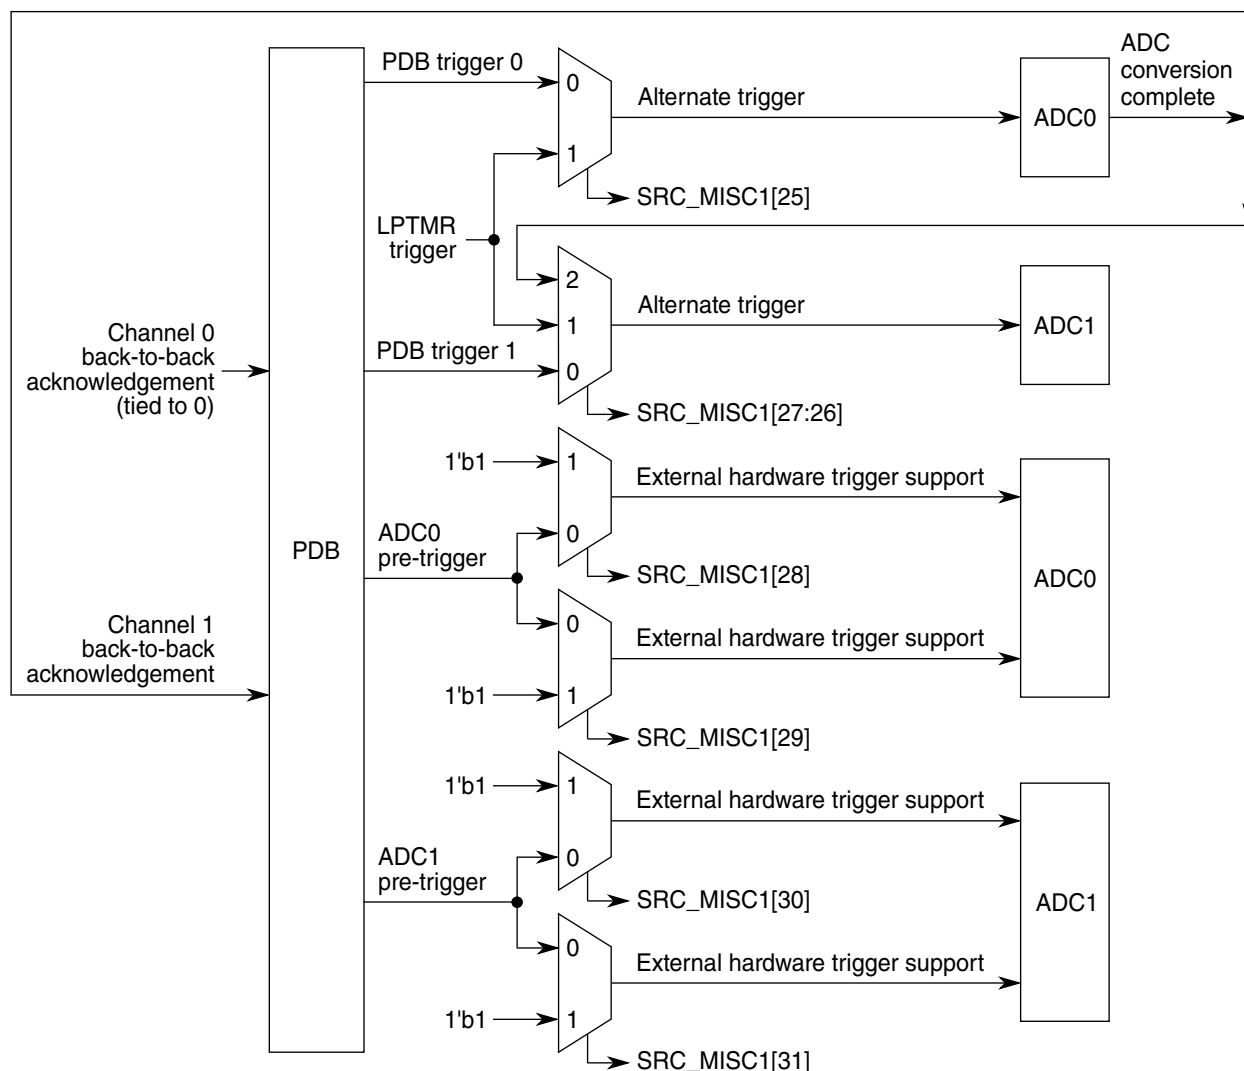 PDB trigger 0
0
Alternate trigger
ADC0
ADC
conversion
complete
1
SRC_MISC1[25]
LPTMR
trigger
2
Alternate trigger
1
ADC1
Channel 0
back-to-back
acknowledgement
(tied to 0)
PDB trigger 1
0
SRC_MISC1[27:26]
1'b1
1
External hardware trigger support
PDB
ADC0
pre-trigger
0
SRC_MISC1[28]
ADC0
Channel 1
back-to-back
acknowledgement
0
External hardware trigger support
1'b1
1
SRC_MISC1[29]
1'b1
1
External hardware trigger support
ADC1
pre-trigger
0
SRC_MISC1[30]
ADC1
0
External hardware trigger support
1'b1
1
SRC_MISC1[31]